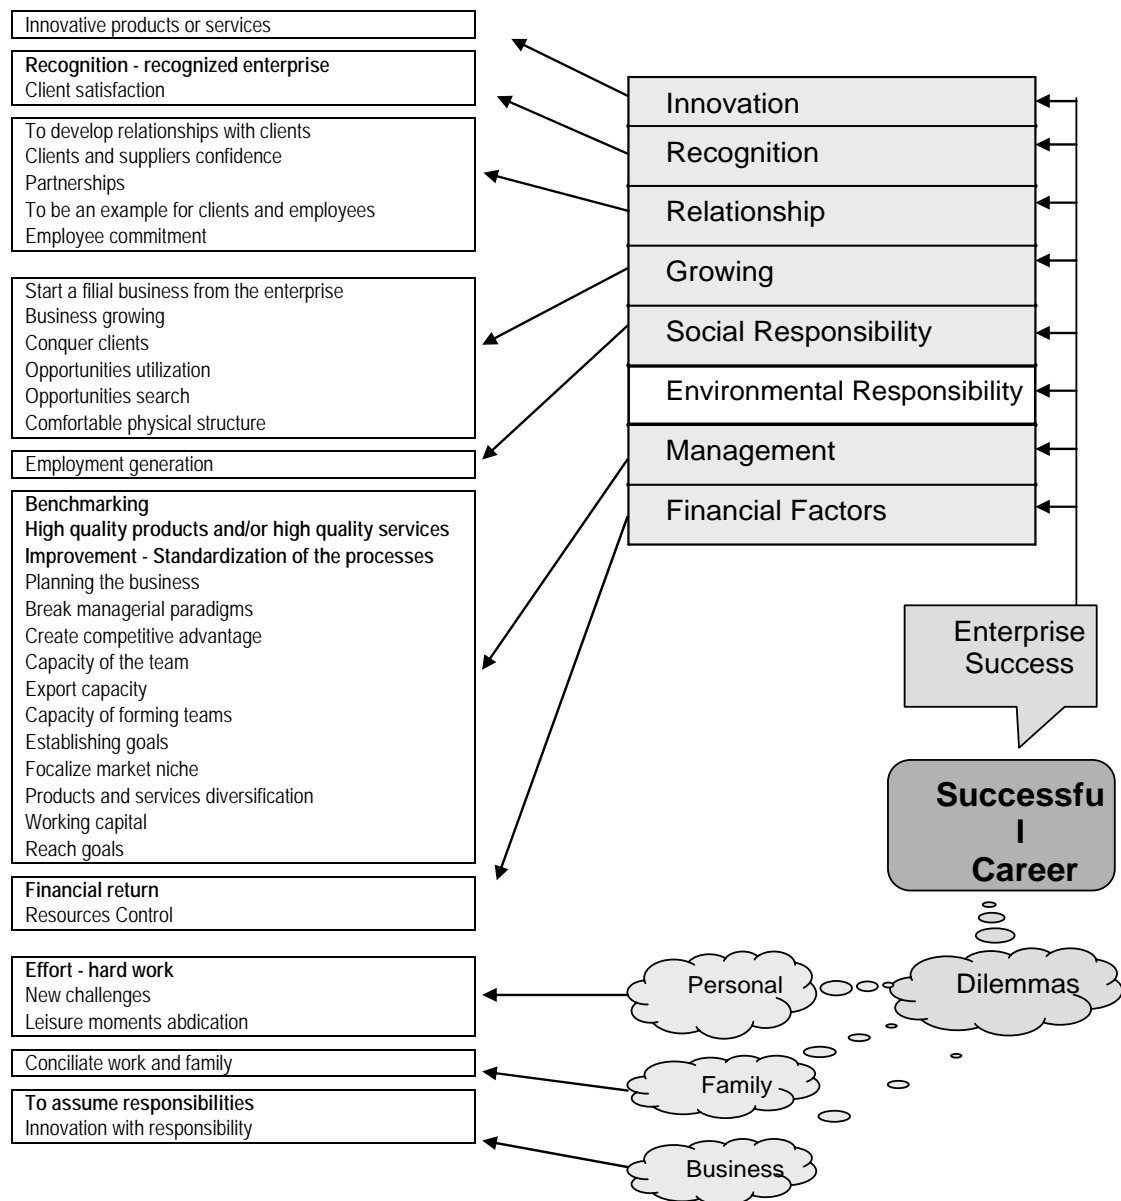 Innovative products or services
Recognition - recognized enterprise
Client satisfaction
To develop relationships with clients
Clients and suppliers confidence
Partnerships
To be an example for clients and employees
Employee commitment
Start a filial business from the enterprise
Business growing
Conquer clients
Opportunities utilization
Opportunities search
Comfortable physical structure
Employment generation
Benchmarking
High quality products and/or high quality services
Improvement - Standardization of the processes
Planning the business
Break managerial paradigms
Create competitive advantage
Capacity of the team
Export capacity
Capacity of forming teams
Establishing goals
Focalize market niche
Products and services diversification
Working capital
Reach goals
Financial return
Resources Control
Effort - hard work
New challenges
Leisure moments abdication
Conciliate work and family
To assume responsibilities
Innovation with responsibility
Innovation
Recognition
Relationship
Growing
Social Responsibility
Environmental Responsibility
Management
Financial Factors
Enterprise
Success
Successfu
l
Career
Dilemmas
Personal
Family
Business